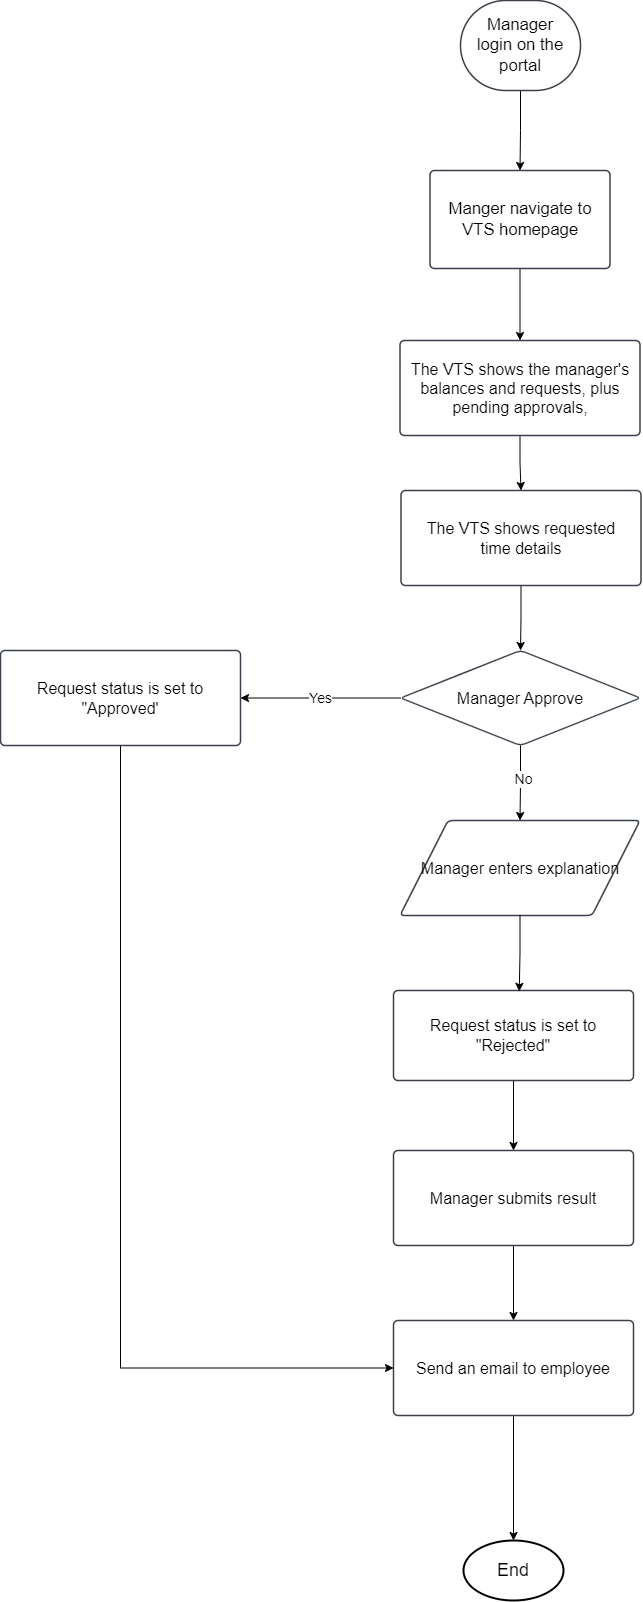 Manager
login on the
portal
Manger navigate to
VTS homepage
The VTS shows the manager's
balances and requests, plus
pending approvals,
The VTS shows requested
time details
Request status is set to
"Approved'
Yes
Manager Approve
No
Manager enters explanation
Request status is set to
"Rejected"
Manager submits result
Send an email to employee
End